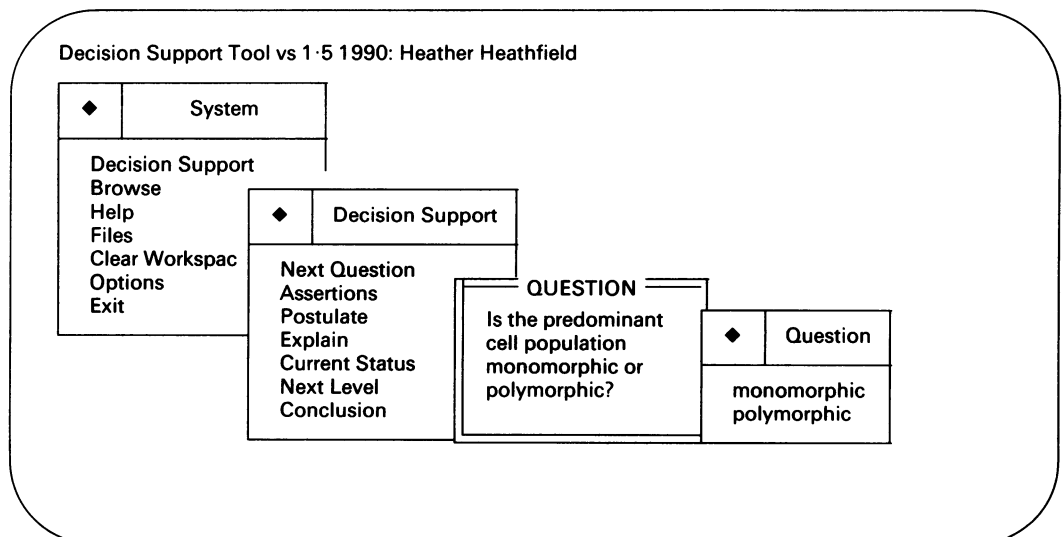 Decision Support Tool vs 1·5 1990: Heather Heathfield
System
Decision Support
Browse
Help
Files
Clear Workspac
Options
Exit
Decision Support
Next Question
Assertions
Postulate
Explain
Current Status
Next Level
Conclusion
QUESTION
Is the predominant
cell population
monomorphic or
polymorphic?
Question
monomorphic
polymorphic